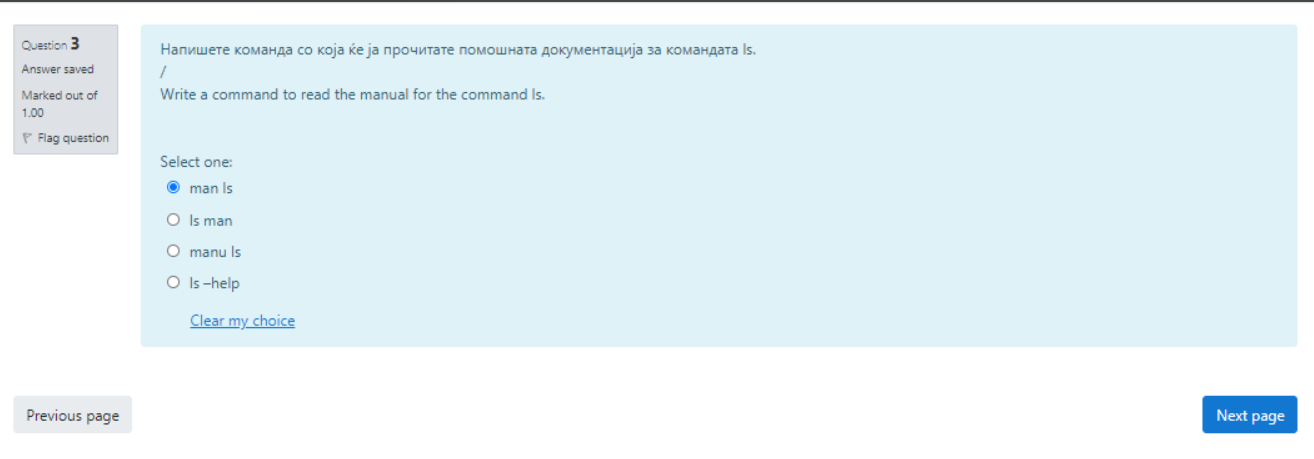 Question 3
Answer saved
Marked out of
1.00
Flag question
Напишете команда со која ќе ја прочитате помошната документација за командата ls.
/
Write a command to read the manual for the command ls.
Select one:
man ls
ls man
manu ls
ls –help
Clear my choice
Previous page
Next page